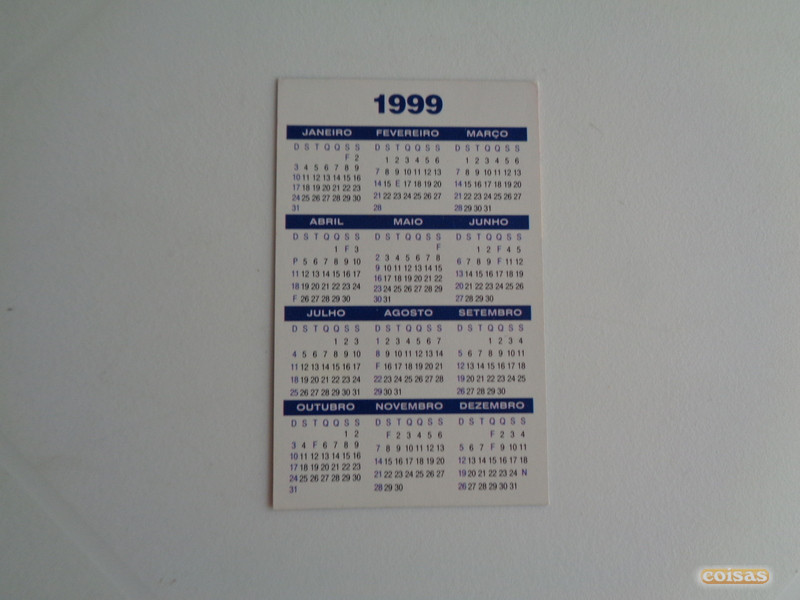 1999
JANEIRO FEVEREIRO MARÇO
D S T Q Q S S D S T Q Q S S D S T Q Q S S
F 2 1 2 3 4 5 6 1 2 3 4 5 6
3 4 5 6 7 8 9 7 8 9 10 11 12 13 7 8 9 10 11 12 13
10 11 12 13 14 15 16 14 15 E 17 18 19 20 14 15 16 17 18 19 20
17 18 19 20 21 22 23 21 22 23 24 25 26 27 21 22 23 24 25 26 27
24 25 26 27 28 29 30 28 28 29 30 31
31
ABRIL MAIO JUNHO
D S T Q Q S S D S T Q Q S S D S T Q Q S S
1 F 3 F 1 2 F 4 5
P 5 6 7 8 9 10 2 3 4 5 6 7 8 6 7 8 9 F 11 12
11 12 13 14 15 16 17 9 10 11 12 13 14 15 13 14 15 16 17 18 19
18 19 20 21 22 23 24 16 17 18 19 20 21 22 20 21 22 23 24 25 26
F 26 27 28 29 30 23 24 25 26 27 28 29 27 28 29 30
30 31
JULHO AGOSTO SETEMBRO
D S T Q Q S S D S T Q Q S S D S T Q Q S S
1 2 3 1 2 3 4 5 6 7 1 2 3 4
4 5 6 7 8 9 10 8 9 10 11 12 13 14 5 6 7 8 9 10 11
11 12 13 14 15 16 17 F 16 17 18 19 20 21 12 13 14 15 16 17 18
18 19 20 21 22 23 24 22 23 24 25 26 27 28 19 20 21 22 23 24 25
25 26 27 28 29 30 31 29 30 31 26 27 28 29 30
OUTUBRO NOVEMBRO DEZEMBRO
D S T Q Q S S D S T Q Q S S D S T Q Q S S
1 2 F 2 3 4 5 6 F 2 3 4
3 4 F 6 7 8 9 7 8 9 10 11 12 13 5 6 7 F 9 10 11
10 11 12 13 14 15 16 14 15 16 17 18 19 20 12 13 14 15 16 17 18
17 18 19 20 21 22 23 21 22 23 24 25 26 27 19 20 21 22 23 24 N
24 25 26 27 28 29 30 28 29 30 26 27 28 29 30 31
31
coisas